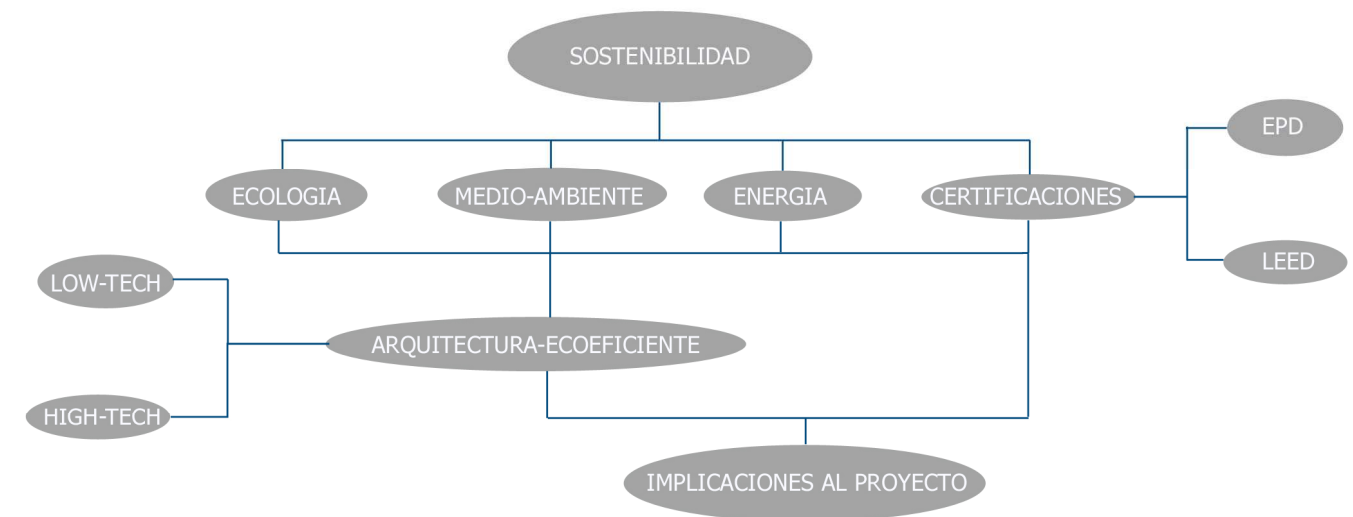 SOSTENIBILIDAD
EPD
ECOLOGIA
MEDIO-AMBIENTE
ENERGIA
CERTIFICACIONES
LEED
LOW-TECH
ARQUITECTURA-ECOEFICIENTE
HIGH-TECH
IMPLICACIONES AL PROYECTO